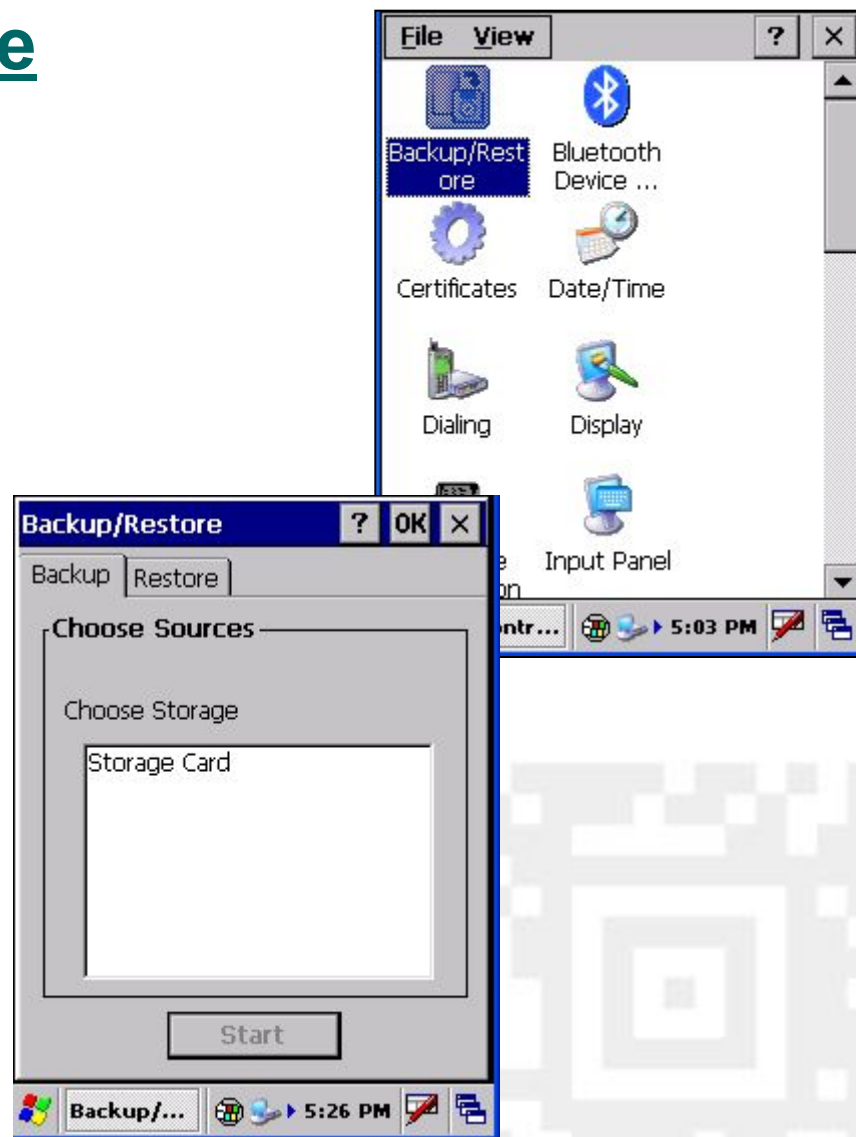 e
File View ? ×
Backup/Rest
ore
Bluetooth
Device ...
Certificates Date/Time
Dialing Display
Input Panel
ontr... 5:03 PM
Backup/Restore ? OK ×
Backup Restore
Choose Sources
Choose Storage
Storage Card
Start
Backup/... 5:26 PM